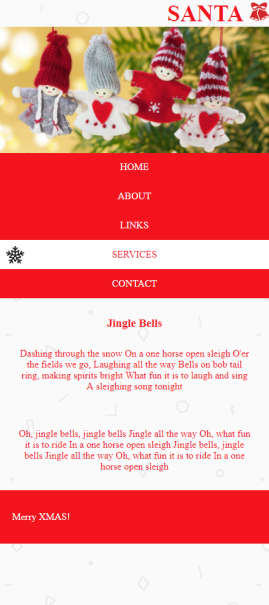 SANTA
HOME
ABOUT
LINKS
SERVICES
CONTACT
Jingle Bells
Dashing through the snow On a one horse open sleigh O'er
the fields we go, Laughing all the way Bells on bob tail
ring, making spirits bright What fun it is to laugh and sing
A sleighing song tonight
Oh, jingle bells, jingle bells Jingle all the way Oh, what fun
it is to ride In a one horse open sleigh Jingle bells, jingle
bells Jingle all the way Oh, what fun it is to ride In a one
horse open sleigh
Merry XMAS!